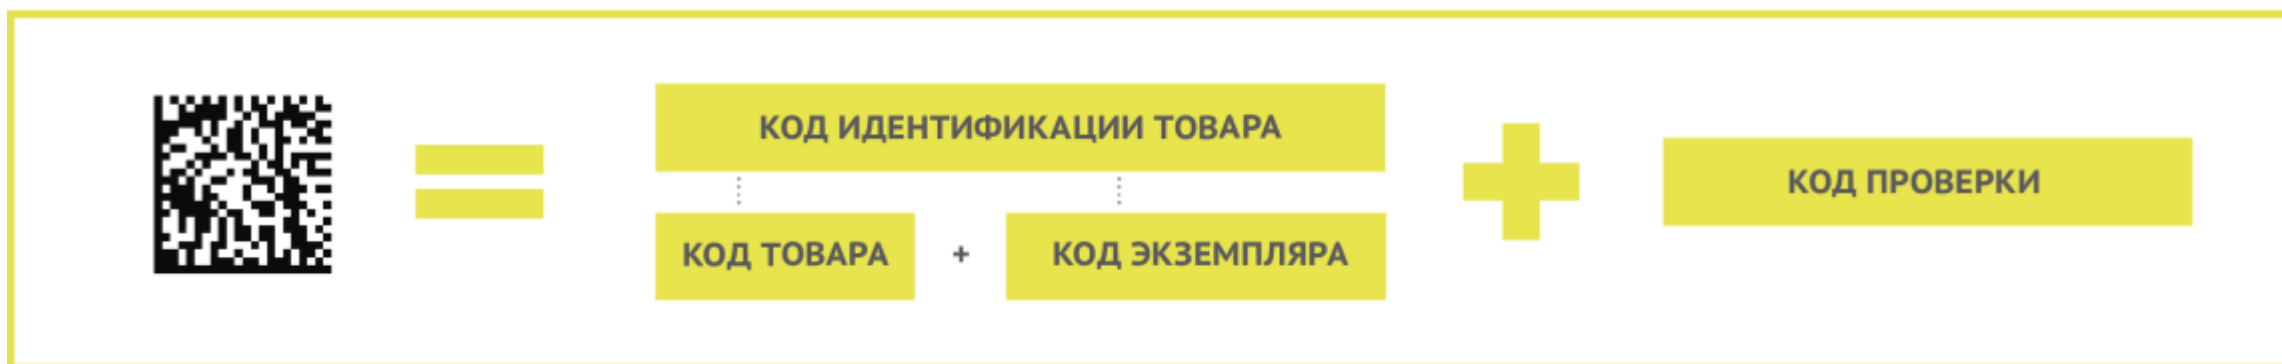 КОД ИДЕНТИФИКАЦИИ ТОВАРА
КОД ТОВАРА + КОД ЭКЗЕМПЛЯРА
КОД ПРОВЕРКИ